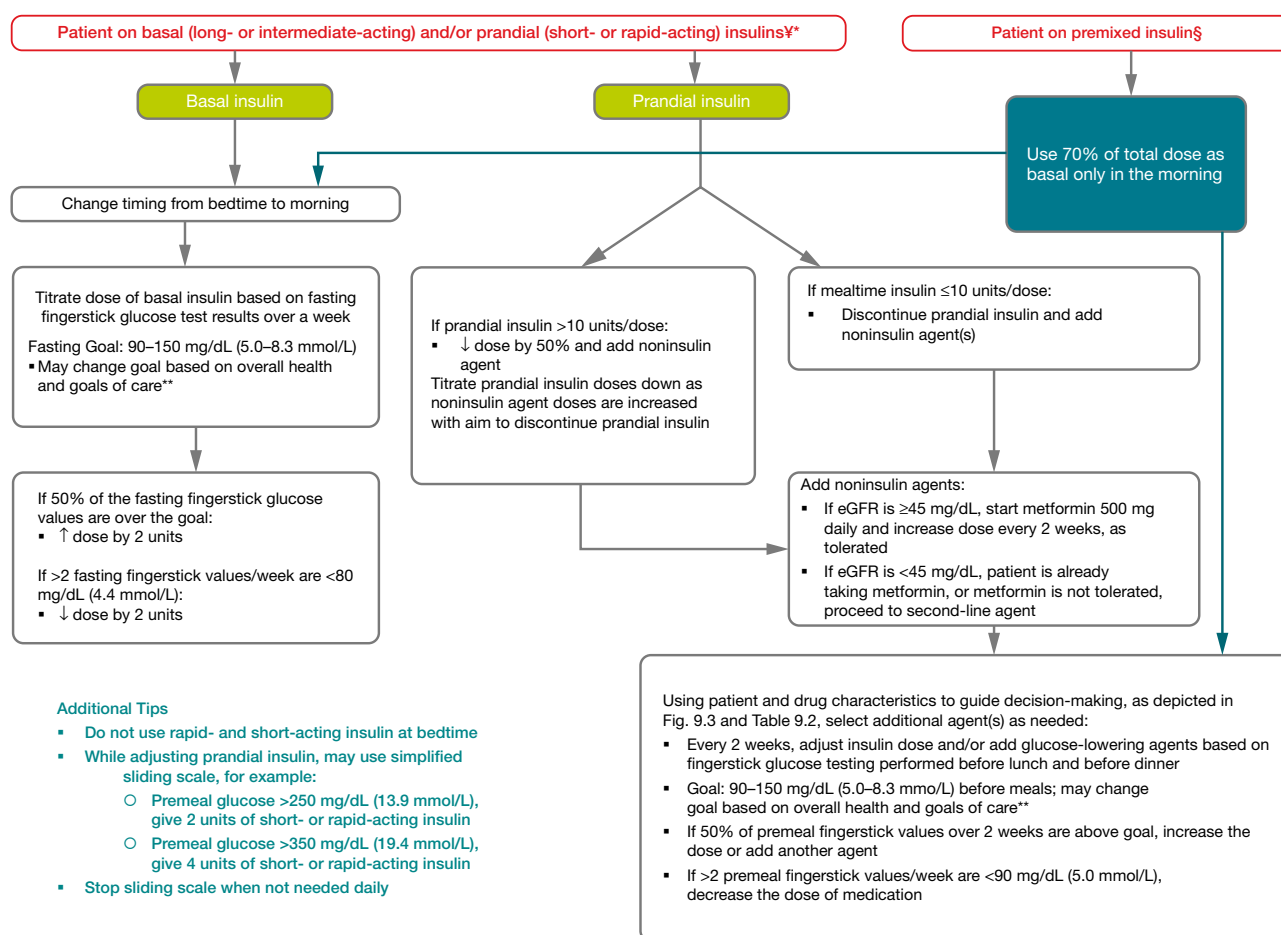 Patient on basal (long- or intermediate-acting) and/or prandial (short- or rapid-acting) insulins¥*
Patient on premixed insulin§
Basal insulin
Prandial insulin
Use 70% of total dose as
basal only in the morning
Change timing from bedtime to morning
Titrate dose of basal insulin based on fasting
fingerstick glucose test results over a week
Fasting Goal: 90–150 mg/dL (5.0–8.3 mmol/L)
▪ May change goal based on overall health
and goals of care**
If prandial insulin >10 units/dose:
▪ ↓ dose by 50% and add noninsulin
agent
Titrate prandial insulin doses down as
noninsulin agent doses are increased
with aim to discontinue prandial insulin
If mealtime insulin ≤10 units/dose:
▪ Discontinue prandial insulin and add
noninsulin agent(s)
If 50% of the fasting fingerstick glucose
values are over the goal:
▪ ↑ dose by 2 units
If >2 fasting fingerstick values/week are <80
mg/dL (4.4 mmol/L):
▪ ↓ dose by 2 units
Add noninsulin agents:
▪ If eGFR is ≥45 mg/dL, start metformin 500 mg
daily and increase dose every 2 weeks, as
tolerated
▪ If eGFR is <45 mg/dL, patient is already
taking metformin, or metformin is not tolerated,
proceed to second-line agent
Additional Tips
▪ Do not use rapid- and short-acting insulin at bedtime
▪ While adjusting prandial insulin, may use simplified
sliding scale, for example:
○ Premeal glucose >250 mg/dL (13.9 mmol/L),
give 2 units of short- or rapid-acting insulin
○ Premeal glucose >350 mg/dL (19.4 mmol/L),
give 4 units of short- or rapid-acting insulin
▪ Stop sliding scale when not needed daily
Using patient and drug characteristics to guide decision-making, as depicted in
Fig. 9.3 and Table 9.2, select additional agent(s) as needed:
▪ Every 2 weeks, adjust insulin dose and/or add glucose-lowering agents based on
fingerstick glucose testing performed before lunch and before dinner
▪ Goal: 90–150 mg/dL (5.0–8.3 mmo/L) before meals; may change
goal based on overall health and goals of care**
▪ If 50% of premeal fingerstick values over 2 weeks are above goal, increase the
dose or add another agent
▪ If >2 premeal fingerstick values/week are <90 mg/dL (5.0 mmol/L),
decrease the dose of medication